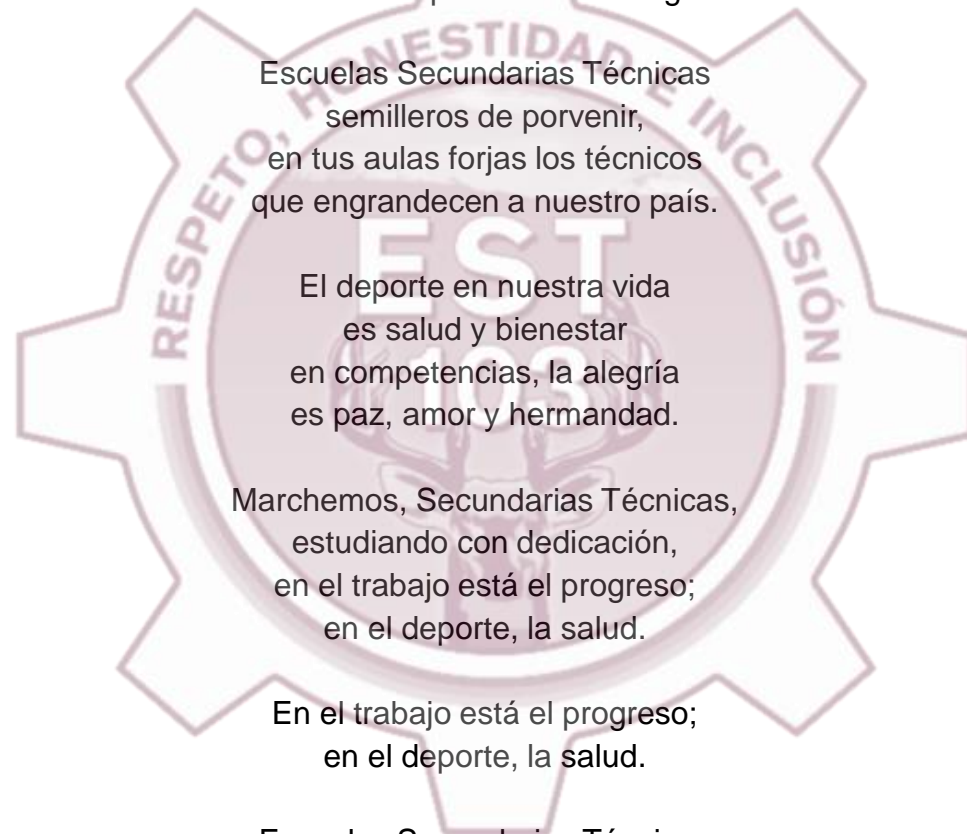 RESPETO, HONESTIDAD E INCLUSIÓN
EST
103
Escuelas Secundarias Técnicas
semilleros de porvenir,
en tus aulas forjas los técnicos
que engrandecen a nuestro país.
El deporte en nuestra vida
es salud y bienestar
en competencias, la alegría
es paz, amor y hermandad.
Marchemos, Secundarias Técnicas,
estudiando con dedicación,
en el trabajo está el progreso;
en el deporte, la salud.
En el trabajo está el progreso;
en el deporte, la salud.